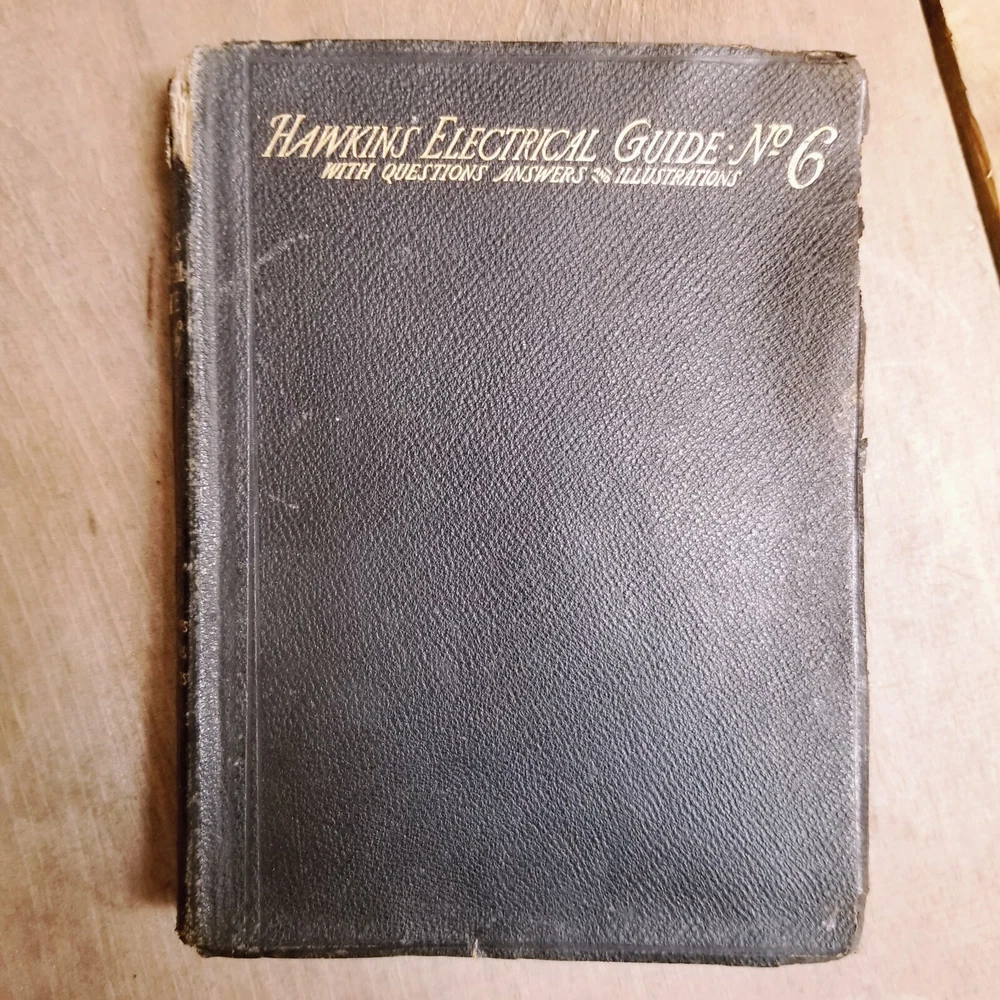 HAWKINS ELECTRICAL GUIDE · Nº 6
WITH QUESTIONS ANSWERS & ILLUSTRATIONS